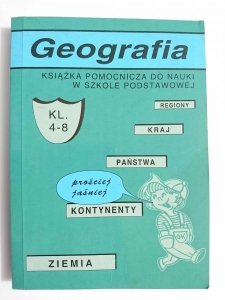 Geografia
KSIĄŻKA POMOCNICZA DO NAUKI
W SZKOLE PODSTAWOWEJ
KL.
4-8
REGIONY
KRAJ
PAŃSTWA
prościej
jaśniej
KONTYNENTY
ZIEMIA